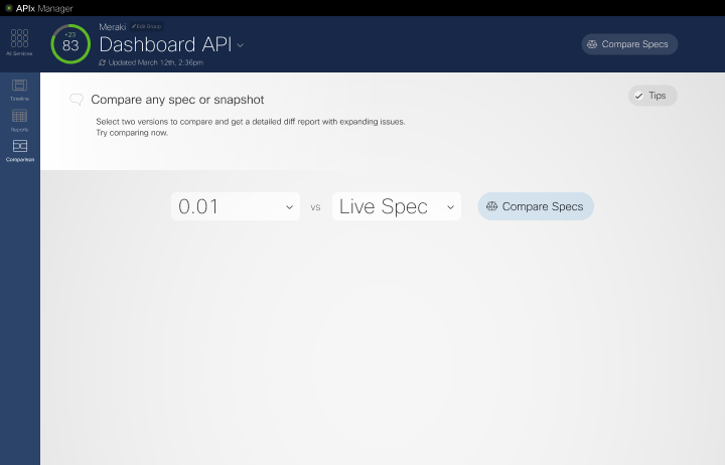 APIx Manager
All Services
+23
83
Meraki
Edit Group
Dashboard API
Updated March 12th, 2:36pm
Compare Specs
Timeline
Reports
Comparison
Compare any spec or snapshot
Tips
Select two versions to compare and get a detailed diff report with expanding issues.
Try comparing now.
0.01
vs
Live Spec
Compare Specs